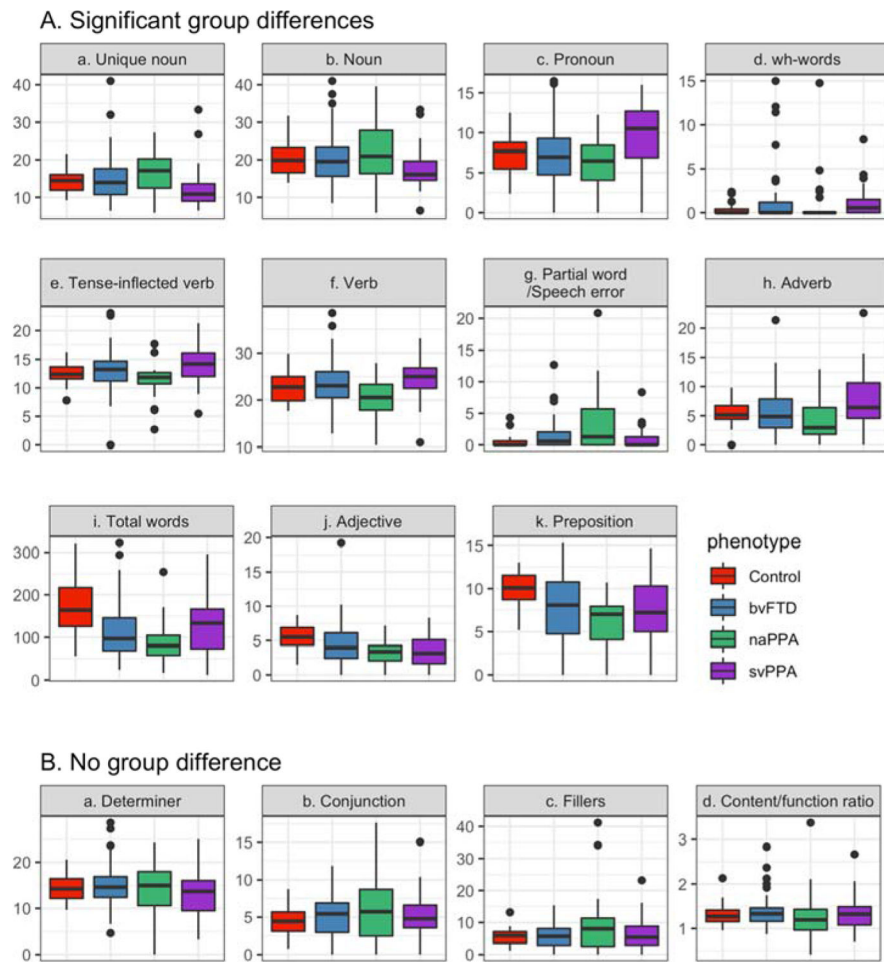 A. Significant group differences
a. Unique noun
b. Noun
c. Pronoun
d. wh-words
40
30
20
10
40
30
20
10
15
10
5
0
15
10
5
0
e. Tense-inflected verb
f. Verb
g. Partial word
/Speech error
h. Adverb
20
15
10
5
0
30
20
10
20
15
10
5
0
20
15
10
5
0
i. Total words
j. Adjective
k. Preposition
300
200
100
0
20
15
10
5
0
15
10
5
0
phenotype
Control
bvFTD
naPPA
svPPA
B. No group difference
a. Determiner
b. Conjunction
c. Fillers
d. Content/function ratio
20
10
0
15
10
5
0
40
30
20
10
0
3
2
1